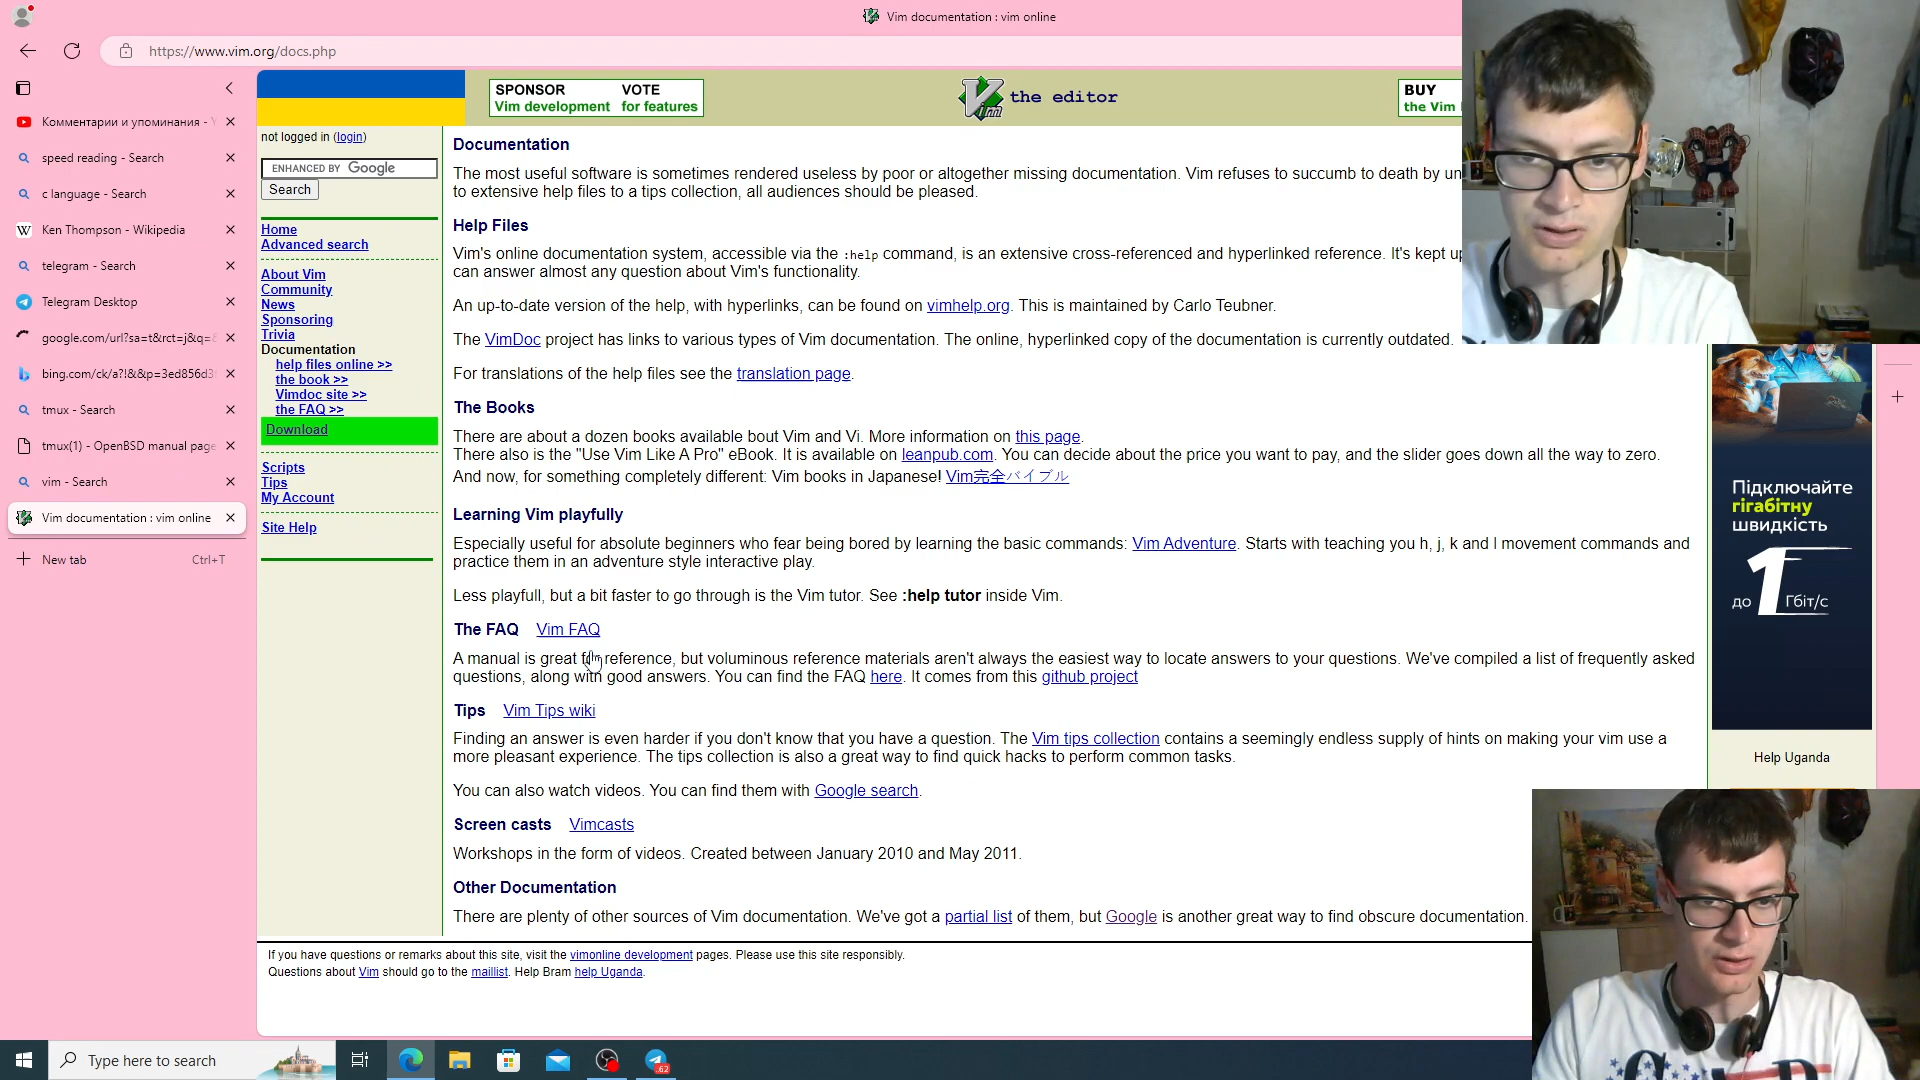 Vim documentation : vim online
https://www.vim.org/docs.php
Комментарии и упоминания -
speed reading - Search
c language - Search
Ken Thompson - Wikipedia
telegram - Search
Telegram Desktop
google.com/url?sa=t&rct=j&q=
bing.com/ck/a?!&&p=3ed856d3
tmux - Search
tmux(1) - OpenBSD manual page
vim - Search
Vim documentation : vim online
New tab Ctrl+T
SPONSOR VOTE
Vim development for features
Vim the editor
BUY
the Vim
not logged in (login)
ENHANCED BY Google
Search
Home
Advanced search
About Vim
Community
News
Sponsoring
Trivia
Documentation
help files online >>
the book >>
Vimdoc site >>
the FAQ >>
Download
Scripts
Tips
My Account
Site Help
Documentation
The most useful software is sometimes rendered useless by poor or altogether missing documentation. Vim refuses to succumb to death by un
to extensive help files to a tips collection, all audiences should be pleased.
Help Files
Vim's online documentation system, accessible via the :help command, is an extensive cross-referenced and hyperlinked reference. It's kept up
can answer almost any question about Vim's functionality.
An up-to-date version of the help, with hyperlinks, can be found on vimhelp.org. This is maintained by Carlo Teubner.
The VimDoc project has links to various types of Vim documentation. The online, hyperlinked copy of the documentation is currently outdated.
For translations of the help files see the translation page.
The Books
There are about a dozen books available bout Vim and Vi. More information on this page.
There also is the "Use Vim Like A Pro" eBook. It is available on leanpub.com. You can decide about the price you want to pay, and the slider goes down all the way to zero.
And now, for something completely different: Vim books in Japanese! Vim完全バイブル
Learning Vim playfully
Especially useful for absolute beginners who fear being bored by learning the basic commands: Vim Adventure. Starts with teaching you h, j, k and l movement commands and
practice them in an adventure style interactive play.
Less playful, but a bit faster to go through is the Vim tutor. See :help tutor inside Vim.
The FAQ Vim FAQ
A manual is great for reference, but voluminous reference materials aren't always the easiest way to locate answers to your questions. We've compiled a list of frequently asked
questions, along with good answers. You can find the FAQ here. It comes from this github project
Tips Vim Tips wiki
Finding an answer is even harder if you don't know that you have a question. The Vim tips collection contains a seemingly endless supply of hints on making your vim use a
more pleasant experience. The tips collection is also a great way to find quick hacks to perform common tasks.
You can also watch videos. You can find them with Google search.
Screen casts Vimcasts
Workshops in the form of videos. Created between January 2010 and May 2011.
Other Documentation
There are plenty of other sources of Vim documentation. We've got a partial list of them, but Google is another great way to find obscure documentation.
If you have questions or remarks about this site, visit the vimonline development pages. Please use this site responsibly.
Questions about Vim should go to the maillist. Help Bram help Uganda.
Підключайте
гігабітну
швидкість
до 1 Гбіт/с
Help Uganda
Type here to search
62